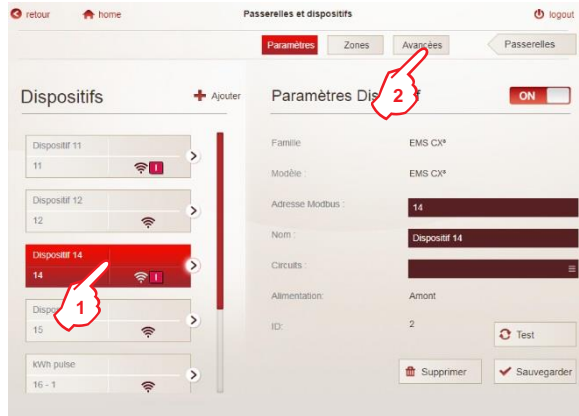 retour
home
Passerelles et dispositifs
logout
Paramètres
Zones
Avancées
Passerelles
2
Dispositifs
Ajouter
Dispositif 11
11
I
Dispositif 12
12
Dispositif 14
14
I
1
15
kWh pulse
16 - 1
Paramètres Dis
ON
Famille
EMS CX³
Modèle :
EMS CX³
Adresse Modbus :
14
Nom :
Dispositif 14
Circuits :
Alimentation:
Amont
ID:
2
Test
Supprimer
Sauvegarder